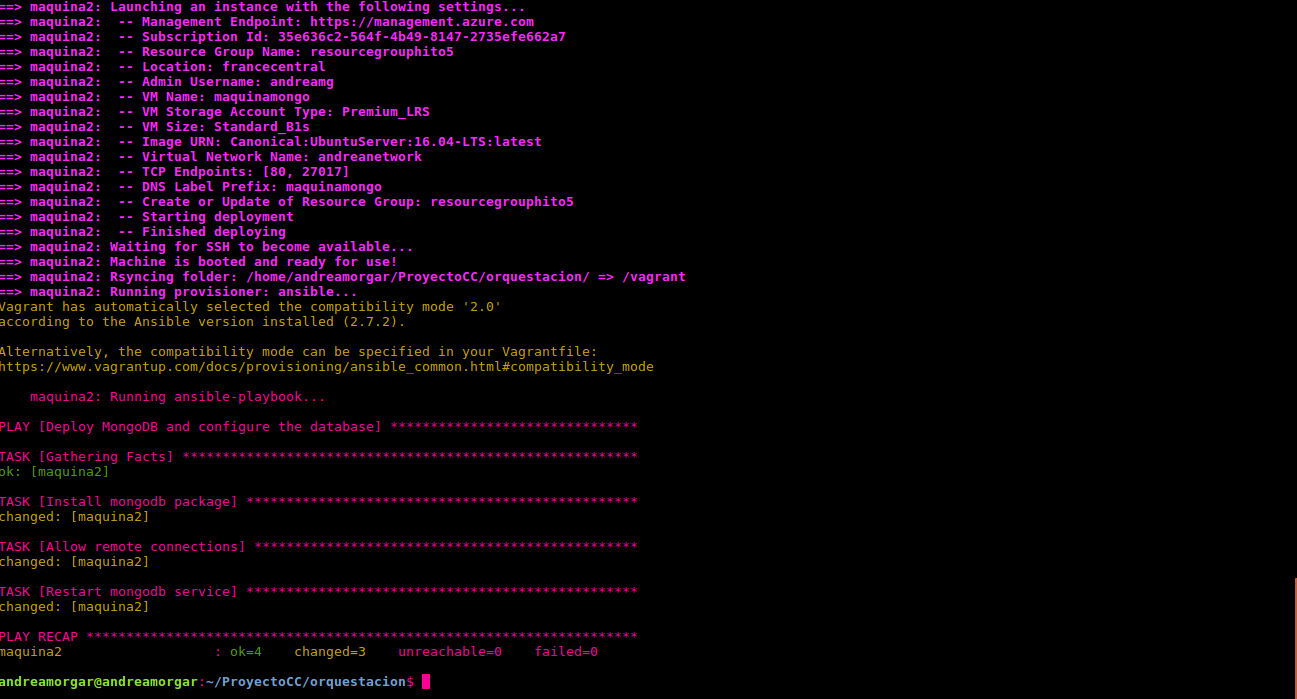 ==> maquina2: Launching an instance with the following settings...
==> maquina2:  -- Management Endpoint: https://management.azure.com
==> maquina2:  -- Subscription Id: 35e636c2-564f-4b49-8147-2735efe662a7
==> maquina2:  -- Resource Group Name: resourcegrouphito5
==> maquina2:  -- Location: francecentral
==> maquina2:  -- Admin Username: andreamg
==> maquina2:  -- VM Name: maquinamongo
==> maquina2:  -- VM Storage Account Type: Premium_LRS
==> maquina2:  -- VM Size: Standard_B1s
==> maquina2:  -- Image URN: Canonical:UbuntuServer:16.04-LTS:latest
==> maquina2:  -- Virtual Network Name: andreanetwork
==> maquina2:  -- TCP Endpoints: [80, 27017]
==> maquina2:  -- DNS Label Prefix: maquinamongo
==> maquina2:  -- Create or Update of Resource Group: resourcegrouphito5
==> maquina2:  -- Starting deployment
==> maquina2:  -- Finished deploying
==> maquina2: Waiting for SSH to become available...
==> maquina2: Machine is booted and ready for use!
==> maquina2: Rsyncing folder: /home/andreamorgar/ProyectoCC/orquestacion/ => /vagrant
==> maquina2: Running provisioner: ansible...
Vagrant has automatically selected the compatibility mode '2.0'
according to the Ansible version installed (2.7.2).

Alternatively, the compatibility mode can be specified in your Vagrantfile:
https://www.vagrantup.com/docs/provisioning/ansible_common.html#compatibility_mode

    maquina2: Running ansible-playbook...

PLAY [Deploy MongoDB and configure the database] *******************************

TASK [Gathering Facts] *********************************************************
ok: [maquina2]

TASK [Install mongodb package] *************************************************
changed: [maquina2]

TASK [Allow remote connections] ************************************************
changed: [maquina2]

TASK [Restart mongodb service] *************************************************
changed: [maquina2]

PLAY RECAP *********************************************************************
maquina2                   : ok=4    changed=3    unreachable=0    failed=0

andreamorgar@andreamorgar:~/ProyectoCC/orquestacion$